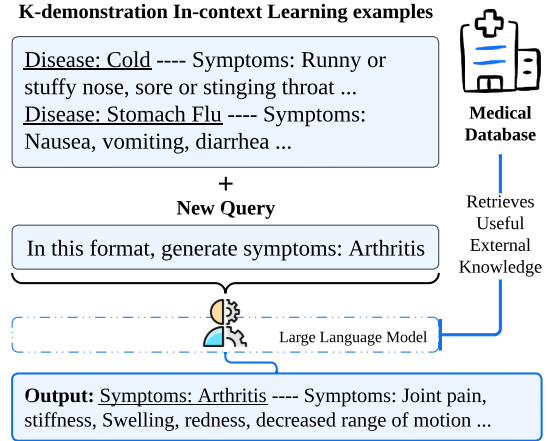 K-demonstration In-context Learning examples
Disease: Cold ---- Symptoms: Runny or
stuffy nose, sore or stinging throat ...
Disease: Stomach Flu ---- Symptoms:
Nausea, vomiting, diarrhea ...
Medical
Database
+
New Query
Retrieves
Useful
External
Knowledge
In this format, generate symptoms: Arthritis
Large Language Model
Output: Symptoms: Arthritis ---- Symptoms: Joint pain,
stiffness, Swelling, redness, decreased range of motion ...